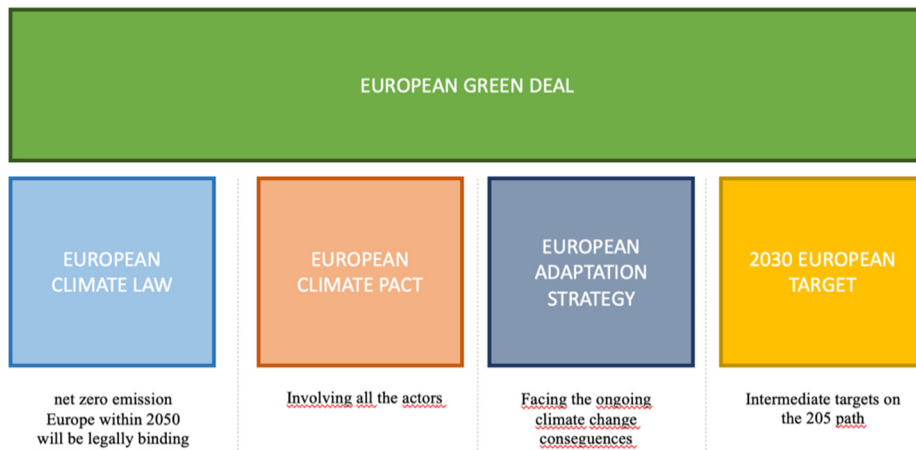 EUROPEAN GREEN DEAL
EUROPEAN
CLIMATE LAW
EUROPEAN
CLIMATE PACT
EUROPEAN
ADAPTATION
STRATEGY
2030 EUROPEAN
TARGET
net zero emission
Europe within 2050
will be legally binding
Involving all the actors
Facing the ongoing
climate change
conseguences
Intermediate targets on
the 205 path